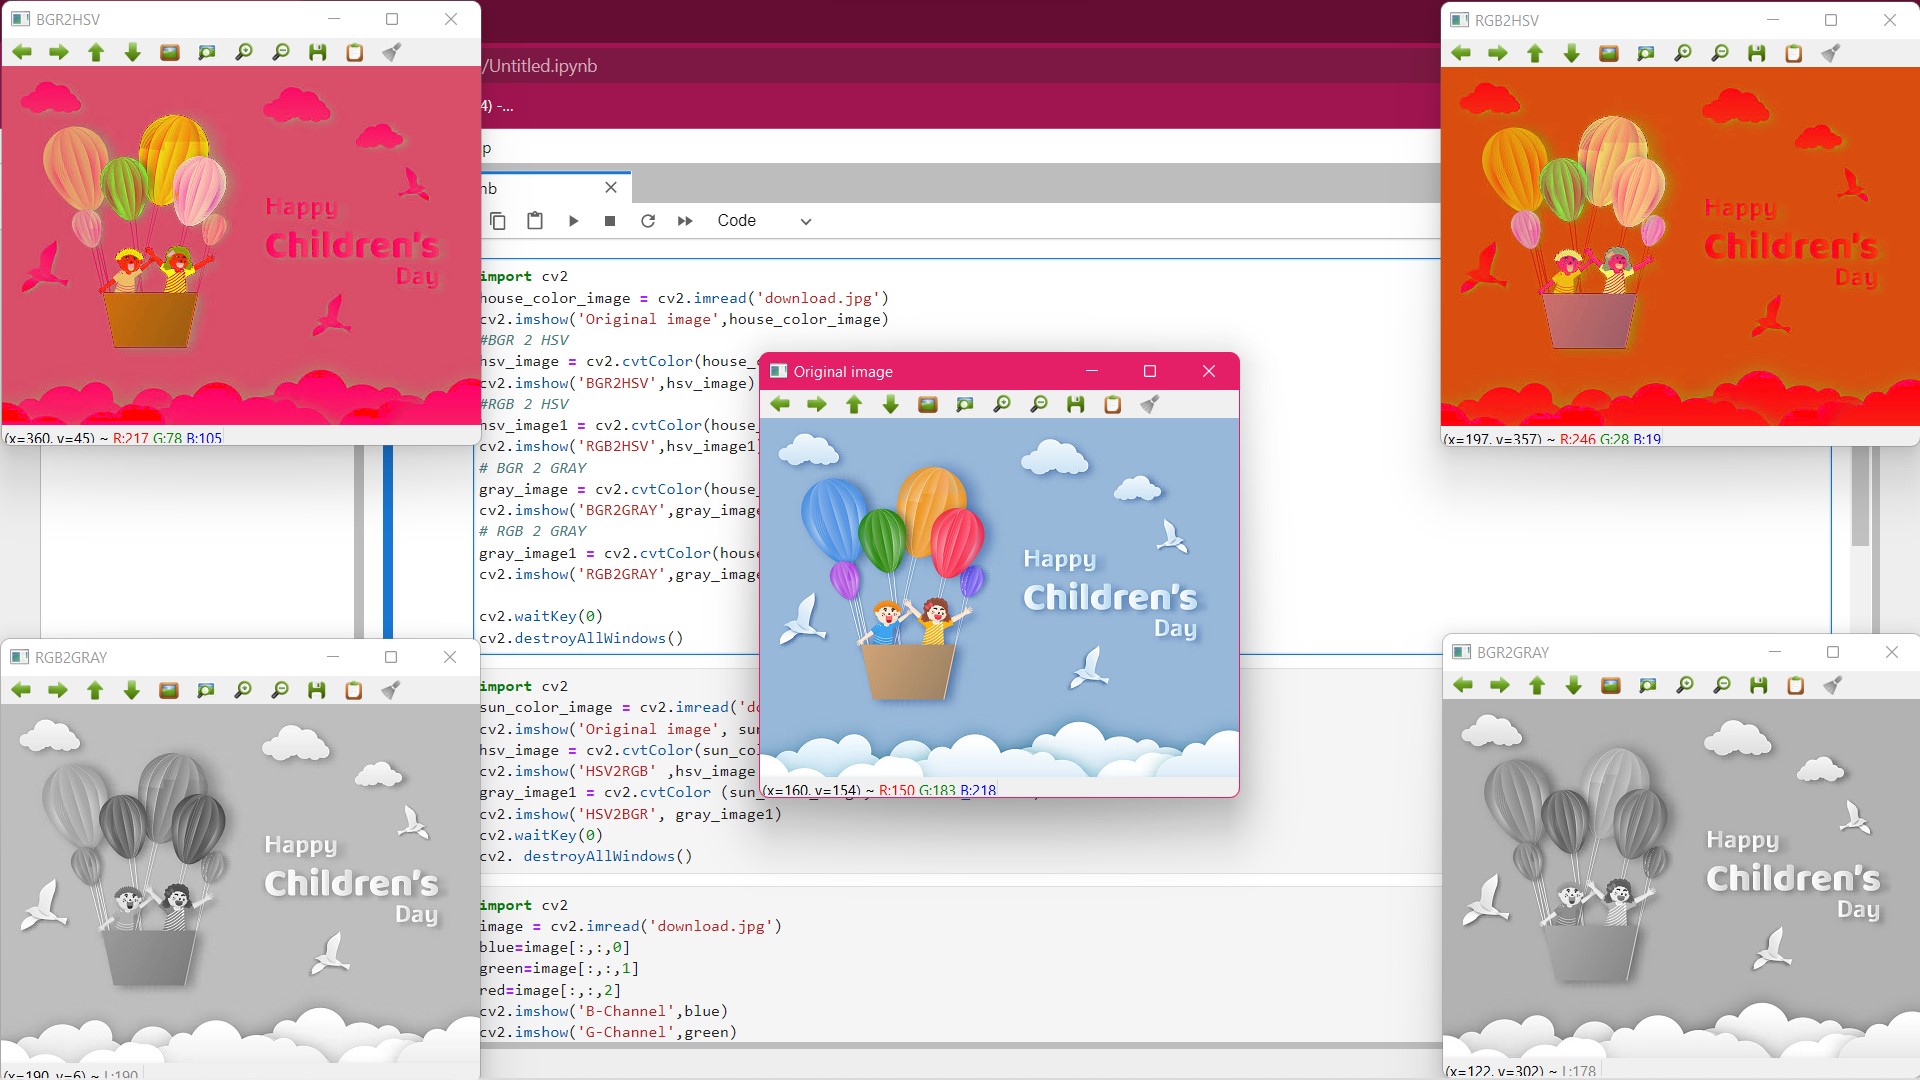 BGR2HSV
Happy
Children's
Day
(x=360, y=45) ~ R:217 G:78 B:105
/Untitled.ipynb
4) -...
p
nb
Code
import cv2
house_color_image = cv2.imread('download.jpg')
cv2.imshow('Original image',house_color_image)
#BGR 2 HSV
hsv_image = cv2.cvtColor(house_
cv2.imshow('BGR2HSV',hsv_image)
#RGB 2 HSV
hsv_image1 = cv2.cvtColor(house_
cv2.imshow('RGB2HSV',hsv_image1
# BGR 2 GRAY
gray_image = cv2.cvtColor(house_
cv2.imshow('BGR2GRAY',gray_image
# RGB 2 GRAY
gray_image1 = cv2.cvtColor(hous
cv2.imshow('RGB2GRAY',gray_image
cv2.waitKey(0)
cv2.destroyAllWindows()
import cv2
sun_color_image = cv2.imread('d
cv2.imshow('Original image', su
hsv_image = cv2.cvtColor(sun_col
cv2.imshow('HSV2RGB' ,hsv_image
gray_image1 = cv2.cvtColor (sun_
cv2.imshow('HSV2BGR', gray_image1)
cv2.waitKey(0)
cv2. destroyAllWindows()
import cv2
image = cv2.imread('download.jpg')
blue=image[:,:,0]
green=image[:,:,1]
red=image[:,:,2]
cv2.imshow('B-Channel',blue)
cv2.imshow('G-Channel',green)
Original image
Happy
Children's
Day
(x=160, y=154) ~ R:150 G:183 B:218
RGB2HSV
Happy
Children's
Day
(x=197, y=357) ~ R:246 G:28 B:19
RGB2GRAY
Happy
Children's
Day
(x=190, y=6) ~ L:190
BGR2GRAY
Happy
Children's
Day
(x=122, y=302) ~ L:178